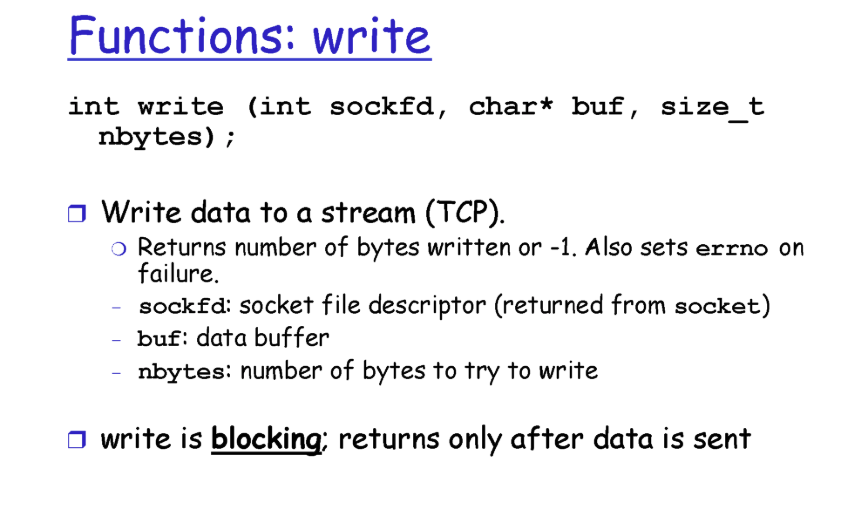 Functions: write
int write (int sockfd, char* buf, size_t
nbytes);
Write data to a stream (TCP).
Returns number of bytes written or -1. Also sets errno on
failure.
- sockfd: socket file descriptor (returned from socket)
- buf: data buffer
- nbytes: number of bytes to try to write
write is blocking; returns only after data is sent